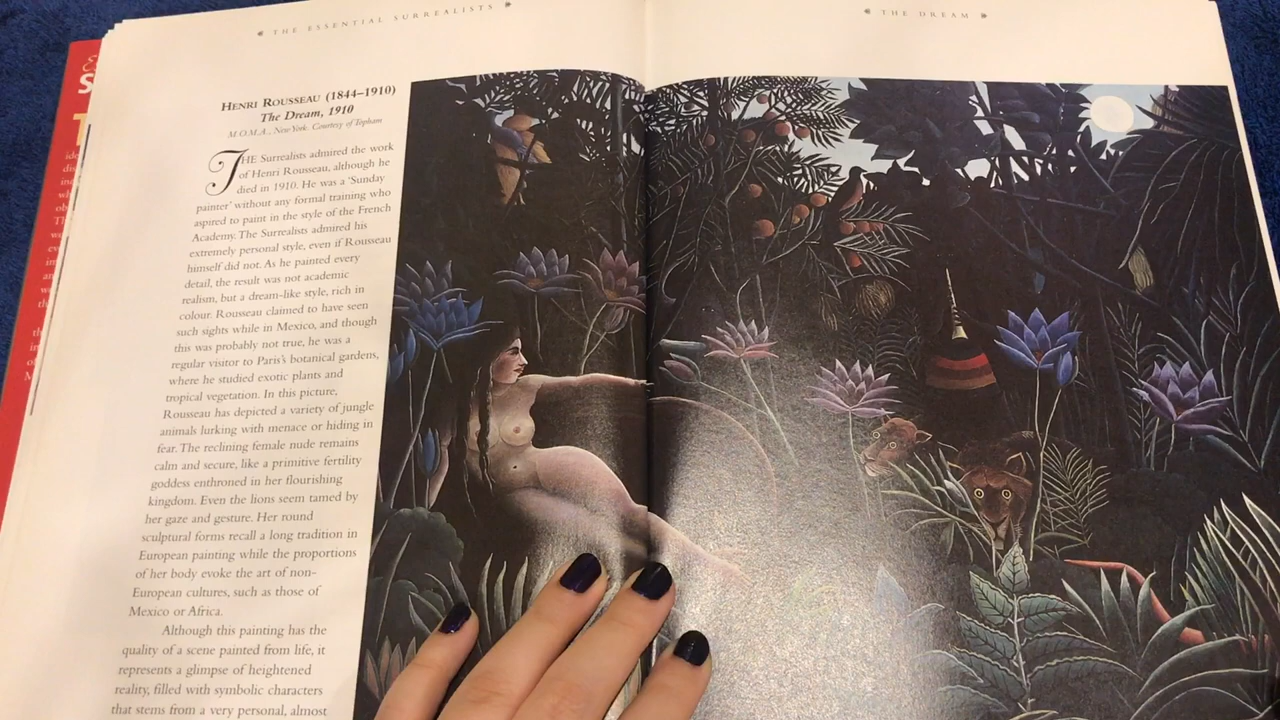 THE ESSENTIAL SURREALISTS
THE DREAM
HENRI ROUSSEAU (1844–1910)
The Dream, 1910
M.O.M.A., New York. Courtesy of Topham
THE Surrealists admired the work
of Henri Rousseau, although he
died in 1910. He was a ‘Sunday
painter’ without any formal training who
aspired to paint in the style of the French
Academy. The Surrealists admired his
extremely personal style, even if Rousseau
himself did not. As he painted every
detail, the result was not academic
realism, but a dream-like style, rich in
colour. Rousseau claimed to have seen
such sights while in Mexico, and though
this was probably not true, he was a
regular visitor to Paris’s botanical gardens,
where he studied exotic plants and
tropical vegetation. In this picture,
Rousseau has depicted a variety of jungle
animals lurking with menace or hiding in
fear. The reclining female nude remains
calm and secure, like a primitive fertility
goddess enthroned in her flourishing
kingdom. Even the lions seem tamed by
her gaze and gesture. Her round
sculptural forms recall a long tradition in
European painting while the proportions
of her body evoke the art of non-
European cultures, such as those of
Mexico or Africa.
Although this painting has the
quality of a scene painted from life, it
represents a glimpse of heightened
reality, filled with symbolic characters
that stems from a very personal, almost